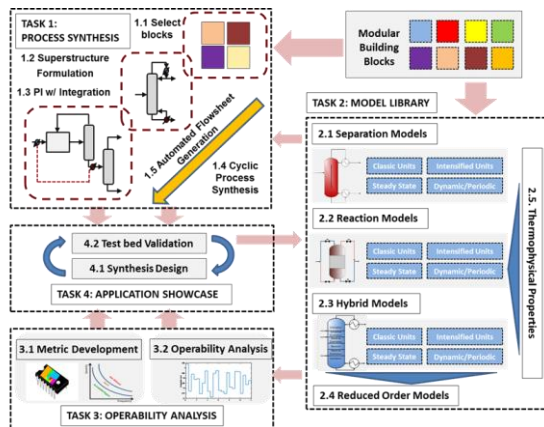 TASK 1:
PROCESS SYNTHESIS
1.1 Select
blocks
1.2 Superstructure
Formulation
1.3 PI w/ Integration
1.5 Automated Flowsheet
Generation
1.4 Cyclic
Process
Synthesis
Modular
Building
Blocks
TASK 2: MODEL LIBRARY
2.1 Separation Models
Classic Units
Intensified Units
Steady State
Dynamic/Periodic
2.2 Reaction Models
Classic Units
Intensified Units
Steady State
Dynamic/Periodic
2.3 Hybrid Models
Classic Units
Intensified Units
Steady State
Dynamic/Periodic
2.4 Reduced Order Models
2.5. Thermophysical Properties
4.2 Test bed Validation
4.1 Synthesis Design
TASK 4: APPLICATION SHOWCASE
3.1 Metric Development
3.2 Operability Analysis
TASK 3: OPERABILITY ANALYSIS